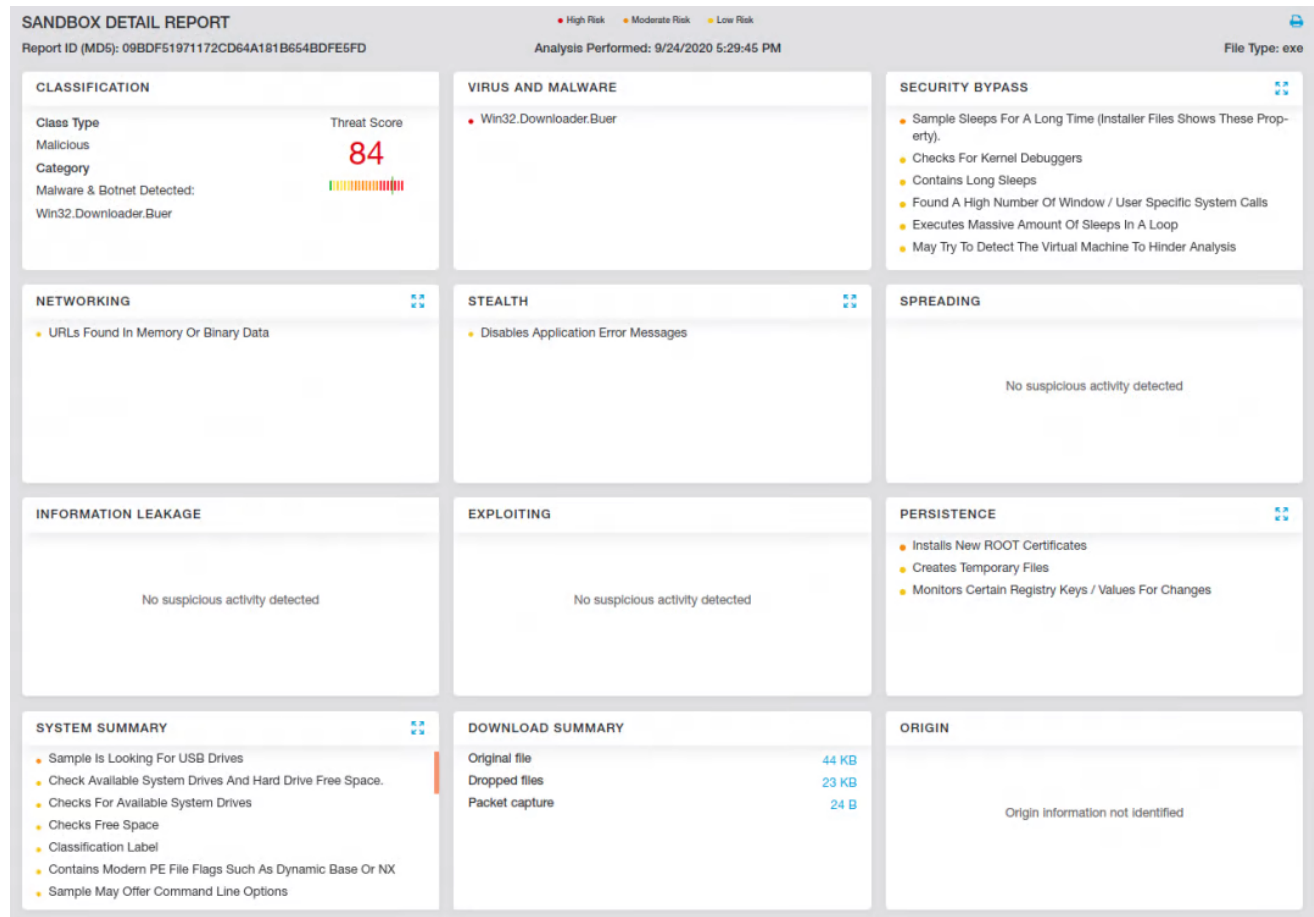 SANDBOX DETAIL REPORT
High Risk Moderate Risk Low Risk
Report ID (MD5): 09BDF51971172CD64A181B654BDFE5FD
Analysis Performed: 9/24/2020 5:29:45 PM
File Type: exe
CLASSIFICATION
Class Type
Threat Score
Malicious
84
Category
Malware & Botnet Detected:
Win32.Downloader.Buer
VIRUS AND MALWARE
Win32.Downloader.Buer
SECURITY BYPASS
Sample Sleeps For A Long Time (Installer Files Shows These Prop-
erty).
Checks For Kernel Debuggers
Contains Long Sleeps
Found A High Number Of Window / User Specific System Calls
Executes Massive Amount Of Sleeps In A Loop
May Try To Detect The Virtual Machine To Hinder Analysis
NETWORKING
URLs Found In Memory Or Binary Data
STEALTH
Disables Application Error Messages
SPREADING
No suspicious activity detected
INFORMATION LEAKAGE
No suspicious activity detected
EXPLOITING
No suspicious activity detected
PERSISTENCE
Installs New ROOT Certificates
Creates Temporary Files
Monitors Certain Registry Keys / Values For Changes
SYSTEM SUMMARY
Sample Is Looking For USB Drives
Check Available System Drives And Hard Drive Free Space.
Checks For Available System Drives
Checks Free Space
Classification Label
Contains Modern PE File Flags Such As Dynamic Base Or NX
Sample May Offer Command Line Options
DOWNLOAD SUMMARY
Original file 44 KB
Dropped files 23 KB
Packet capture 24 B
ORIGIN
Origin information not identified